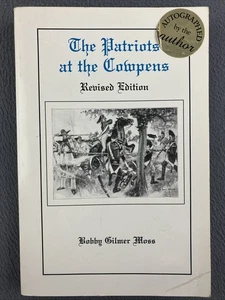 AUTOGRAPHED
by the
author
The Patriots
at the Cowpens
Revised Edition
Bobby Gilmer Moss